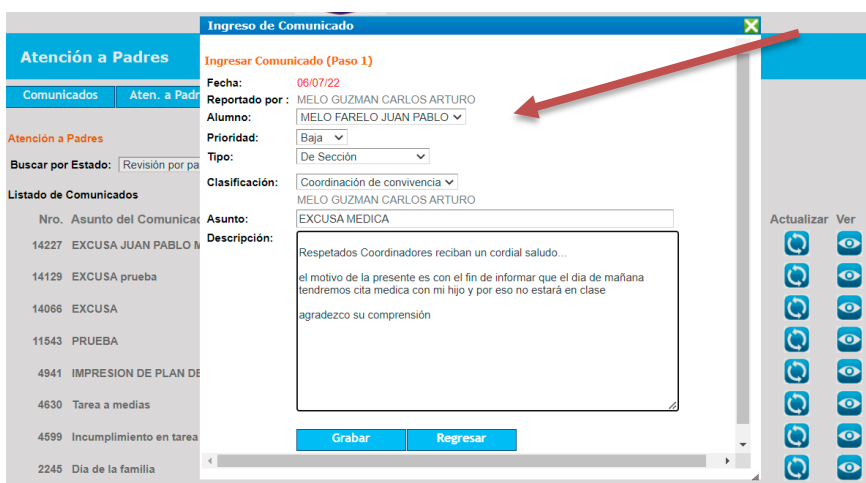 Ingreso de Comunicado
Atención a Padres
Ingresar Comunicado (Paso 1)
Comunicados Aten. a Padr
Fecha: 06/07/22
Reportado por : MELO GUZMAN CARLOS ARTURO
Alumno: MELO FARELO JUAN PABLO
Prioridad: Baja
Tipo: De Sección
Clasificación: Coordinación de convivencia
MELO GUZMAN CARLOS ARTURO
Asunto: EXCUSA MEDICA
Descripción:
Respetados Coordinadores reciban un cordial saludo...
el motivo de la presente es con el fin de informar que el dia de mañana
tendremos cita medica con mi hijo y por eso no estará en clase
agradezco su comprensión
Grabar Regresar
Atención a Padres
Buscar por Estado: Revisión por pa
Listado de Comunicados
Nro. Asunto del Comunicad Actualizar Ver
14227 EXCUSA JUAN PABLO M
14129 EXCUSA prueba
14066 EXCUSA
11543 PRUEBA
4941 IMPRESION DE PLAN DE
4630 Tarea a medias
4599 Incumplimiento en tarea
2245 Dia de la familia